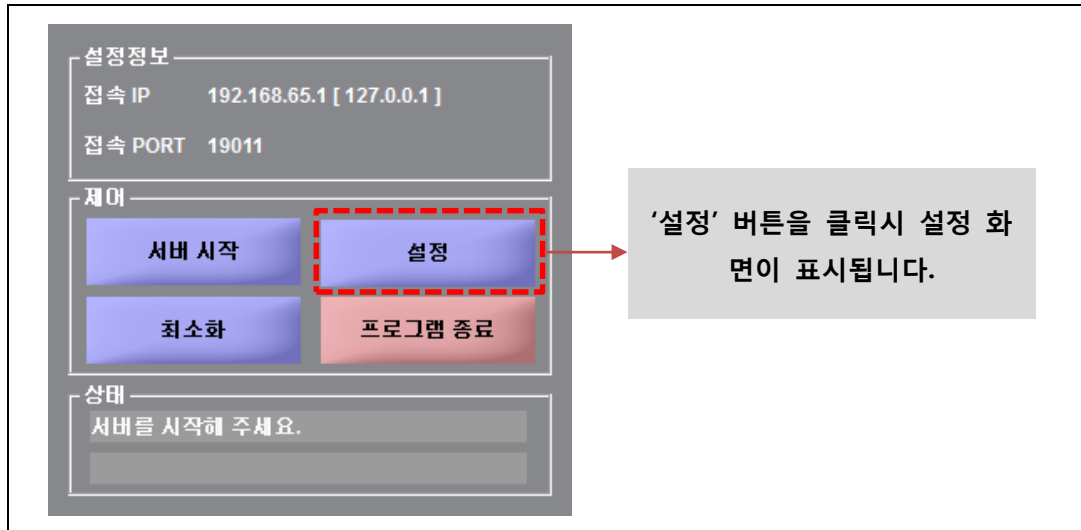 설정정보
접속 IP 192.168.65.1 [ 127.0.0.1 ]
접속 PORT 19011
제어
서버 시작
설정
최소화
프로그램 종료
상태
서버를 시작해 주세요.
‘설정’ 버튼을 클릭시 설정 화
면이 표시됩니다.